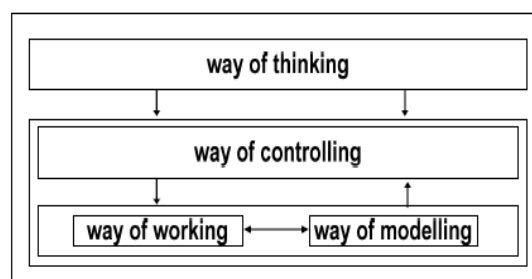 way of thinking
way of controlling
way of working
way of modelling